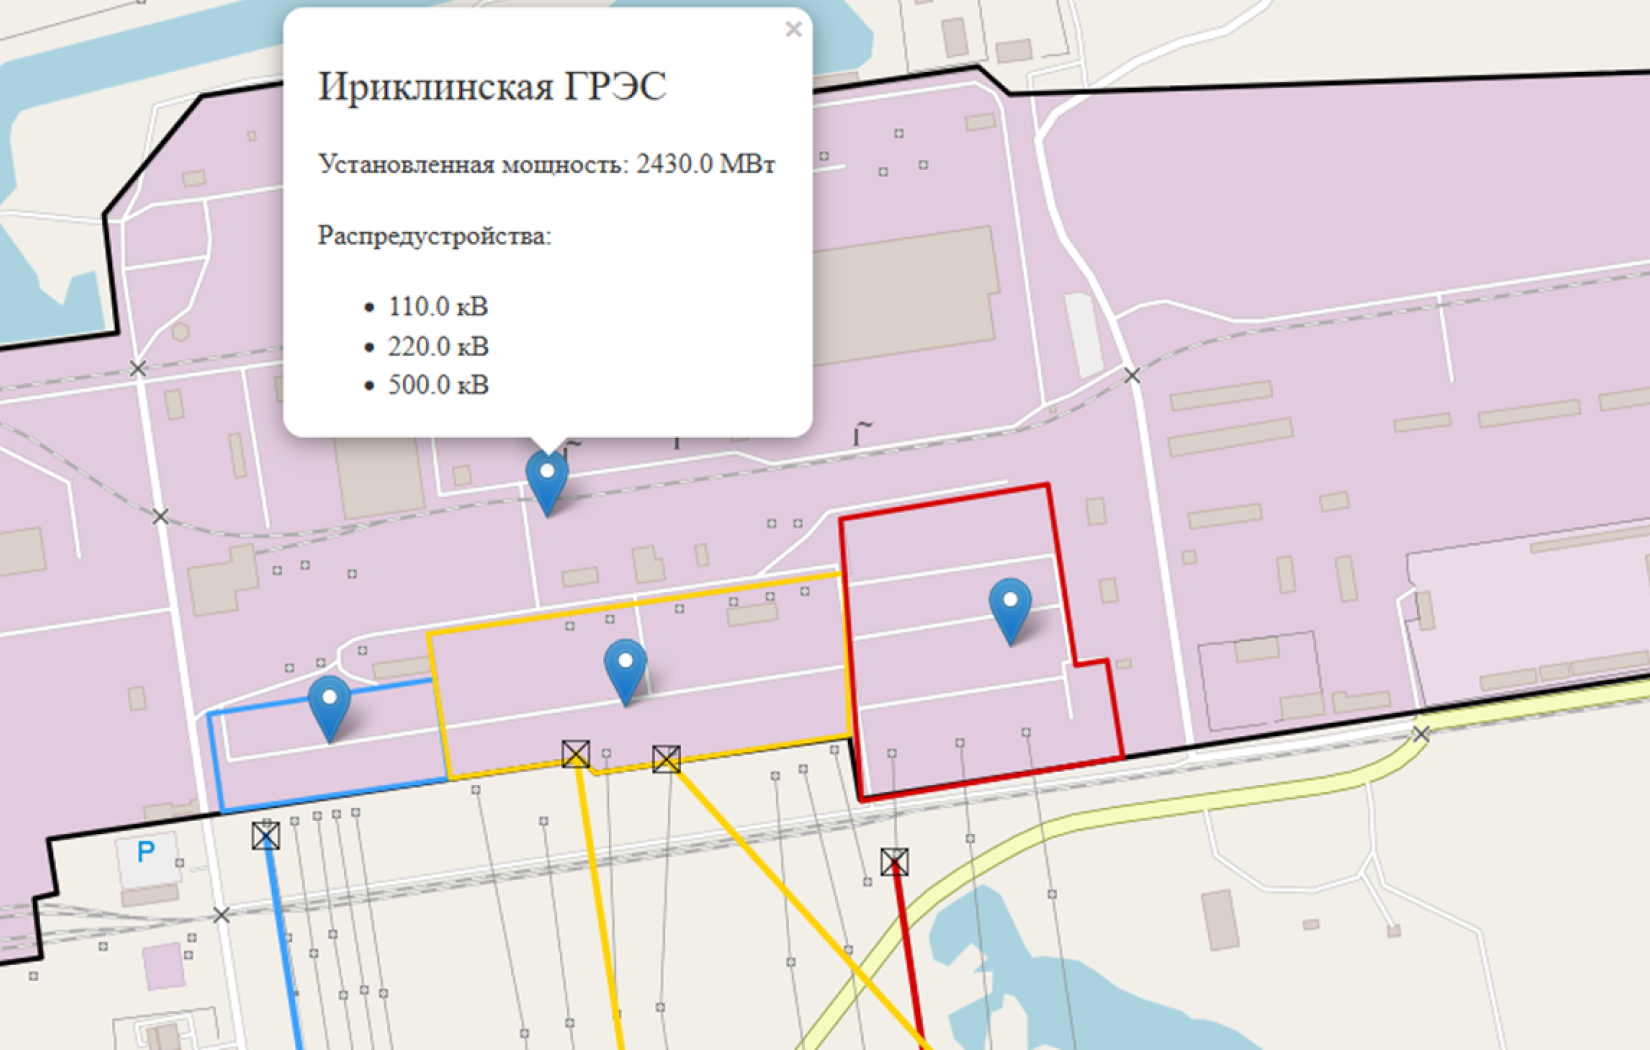 ×
Ириклинская ГРЭС
Установленная мощность: 2430.0 МВт
Распредустройства:
• 110.0 кВ
• 220.0 кВ
• 500.0 кВ
P